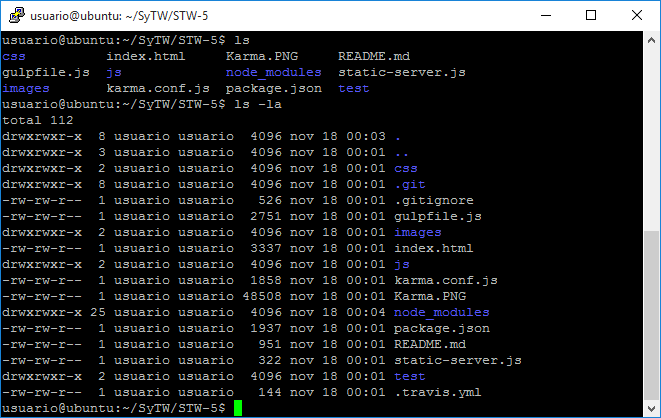 usuario@ubuntu: ~/SyTW/STW-5
usuario@ubuntu:~/SyTW/STW-5$ ls
css index.html Karma.PNG README.md
gulpfile.js js node_modules static-server.js
images karma.conf.js package.json test
usuario@ubuntu:~/SyTW/STW-5$ ls -la
total 112
drwxrwxr-x 8 usuario usuario 4096 nov 18 00:03 .
drwxrwxr-x 3 usuario usuario 4096 nov 18 00:01 ..
drwxrwxr-x 2 usuario usuario 4096 nov 18 00:01 css
drwxrwxr-x 8 usuario usuario 4096 nov 18 00:01 .git
-rw-rw-r-- 1 usuario usuario 526 nov 18 00:01 .gitignore
-rw-rw-r-- 1 usuario usuario 2751 nov 18 00:01 gulpfile.js
drwxrwxr-x 2 usuario usuario 4096 nov 18 00:01 images
-rw-rw-r-- 1 usuario usuario 3337 nov 18 00:01 index.html
drwxrwxr-x 2 usuario usuario 4096 nov 18 00:01 js
-rw-rw-r-- 1 usuario usuario 1858 nov 18 00:01 karma.conf.js
-rw-rw-r-- 1 usuario usuario 48508 nov 18 00:01 Karma.PNG
drwxrwxr-x 25 usuario usuario 4096 nov 18 00:04 node_modules
-rw-rw-r-- 1 usuario usuario 1937 nov 18 00:01 package.json
-rw-rw-r-- 1 usuario usuario 951 nov 18 00:01 README.md
-rw-rw-r-- 1 usuario usuario 322 nov 18 00:01 static-server.js
drwxrwxr-x 2 usuario usuario 4096 nov 18 00:01 test
-rw-rw-r-- 1 usuario usuario 144 nov 18 00:01 .travis.yml
usuario@ubuntu:~/SyTW/STW-5$